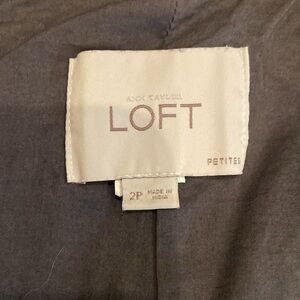 ANN TAYLOR
LOFT
PETITES
2P MADE IN
INDIA